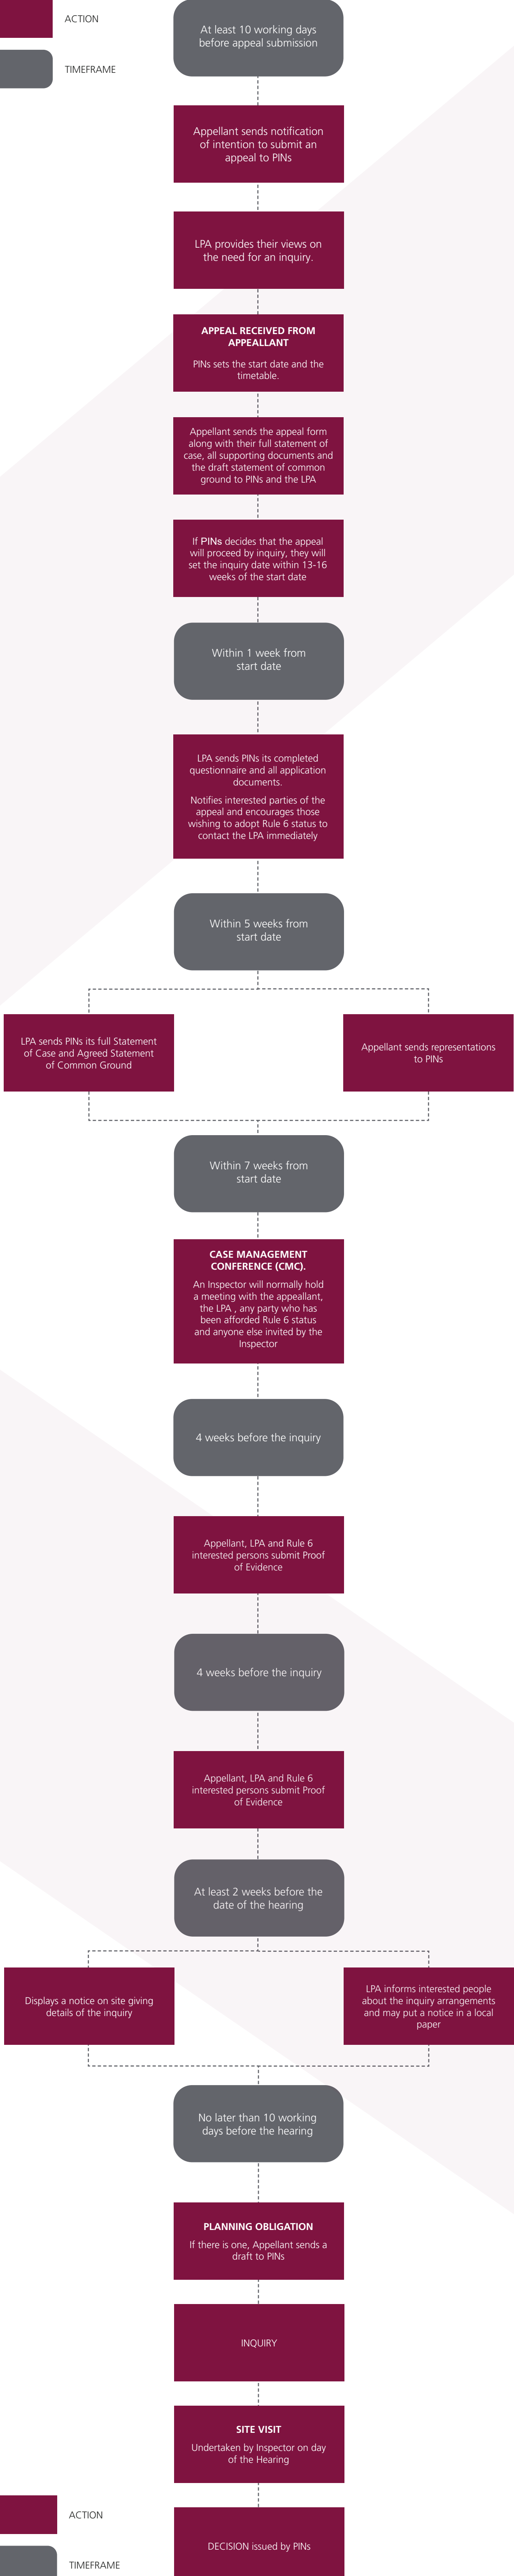 ACTION
TIMEFRAME
At least 10 working days
before appeal submission
Appellant sends notification
of intention to submit an
appeal to PINs
LPA provides their views on
the need for an inquiry.
APPEAL RECEIVED FROM
APPEALLANT
PINs sets the start date and the
timetable.
Appellant sends the appeal form
along with their full statement of
case, all supporting documents and
the draft statement of common
ground to PINs and the LPA
If PINs decides that the appeal
will proceed by inquiry, they will
set the inquiry date within 13-16
weeks of the start date
Within 1 week from
start date
LPA sends PINs its completed
questionnaire and all application
documents.
Notifies interested parties of the
appeal and encourages those
wishing to adopt Rule 6 status to
contact the LPA immediately
Within 5 weeks from
start date
LPA sends PINs its full Statement
of Case and Agreed Statement
of Common Ground
Appellant sends representations
to PINs
Within 7 weeks from
start date
CASE MANAGEMENT
CONFERENCE (CMC).
An Inspector will normally hold
a meeting with the appeallant,
the LPA , any party who has
been afforded Rule 6 status
and anyone else invited by the
Inspector
4 weeks before the inquiry
Appellant, LPA and Rule 6
interested persons submit Proof
of Evidence
4 weeks before the inquiry
Appellant, LPA and Rule 6
interested persons submit Proof
of Evidence
At least 2 weeks before the
date of the hearing
Displays a notice on site giving
details of the inquiry
LPA informs interested people
about the inquiry arrangements
and may put a notice in a local
paper
No later than 10 working
days before the hearing
PLANNING OBLIGATION
If there is one, Appellant sends a
draft to PINs
INQUIRY
SITE VISIT
Undertaken by Inspector on day
of the Hearing
DECISION issued by PINs
ACTION
TIMEFRAME